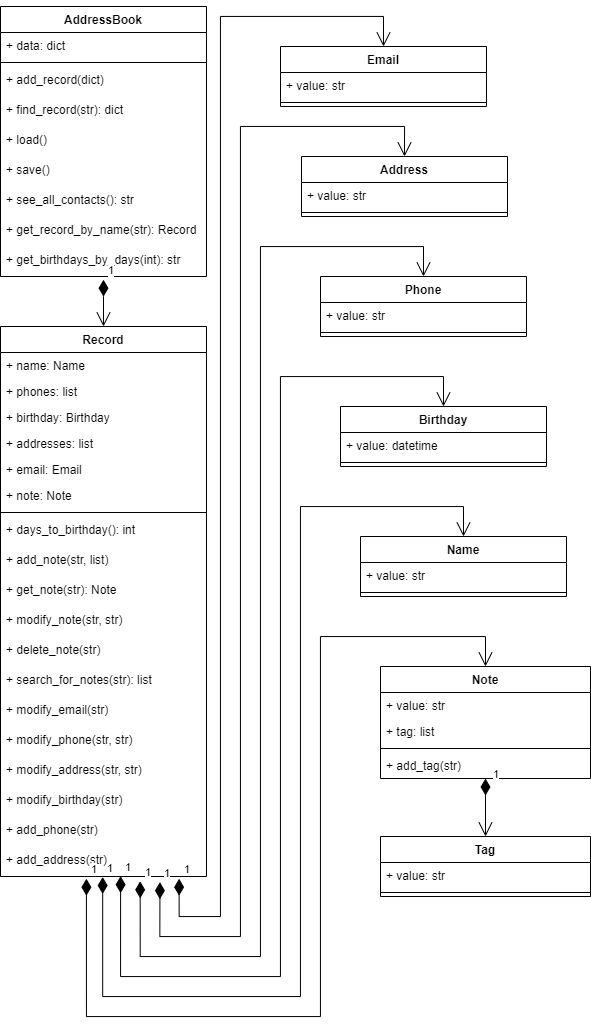 AddressBook
+ data: dict
+ add_record(dict)
+ find_record(str): dict
+ load()
+ save()
+ see_all_contacts(): str
+ get_record_by_name(str): Record
+ get_birthdays_by_days(int): str
1
Record
+ name: Name
+ phones: list
+ birthday: Birthday
+ addresses: list
+ email: Email
+ note: Note
+ days_to_birthday(): int
+ add_note(str, list)
+ get_note(str): Note
+ modify_note(str, str)
+ delete_note(str)
+ search_for_notes(str): list
+ modify_email(str)
+ modify_phone(str, str)
+ modify_address(str, str)
+ modify_birthday(str)
+ add_phone(str)
+ add_address(str)
1 1 1 1 1 1
Email
+ value: str
Address
+ value: str
Phone
+ value: str
Birthday
+ value: datetime
Name
+ value: str
Note
+ value: str
+ tag: list
+ add_tag(str)
1
Tag
+ value: str